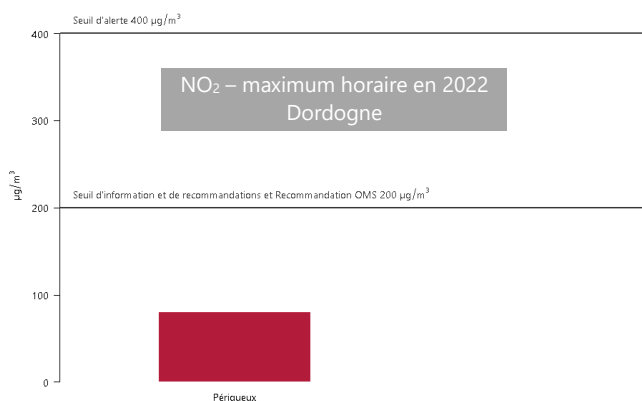 Seuil d'alerte 400 µg/m³
400
NO₂ – maximum horaire en 2022
Dordogne
300
µg/m³
Seuil d'information et de recommandations et Recommandation OMS 200 µg/m³
200
100
0
Périgueux